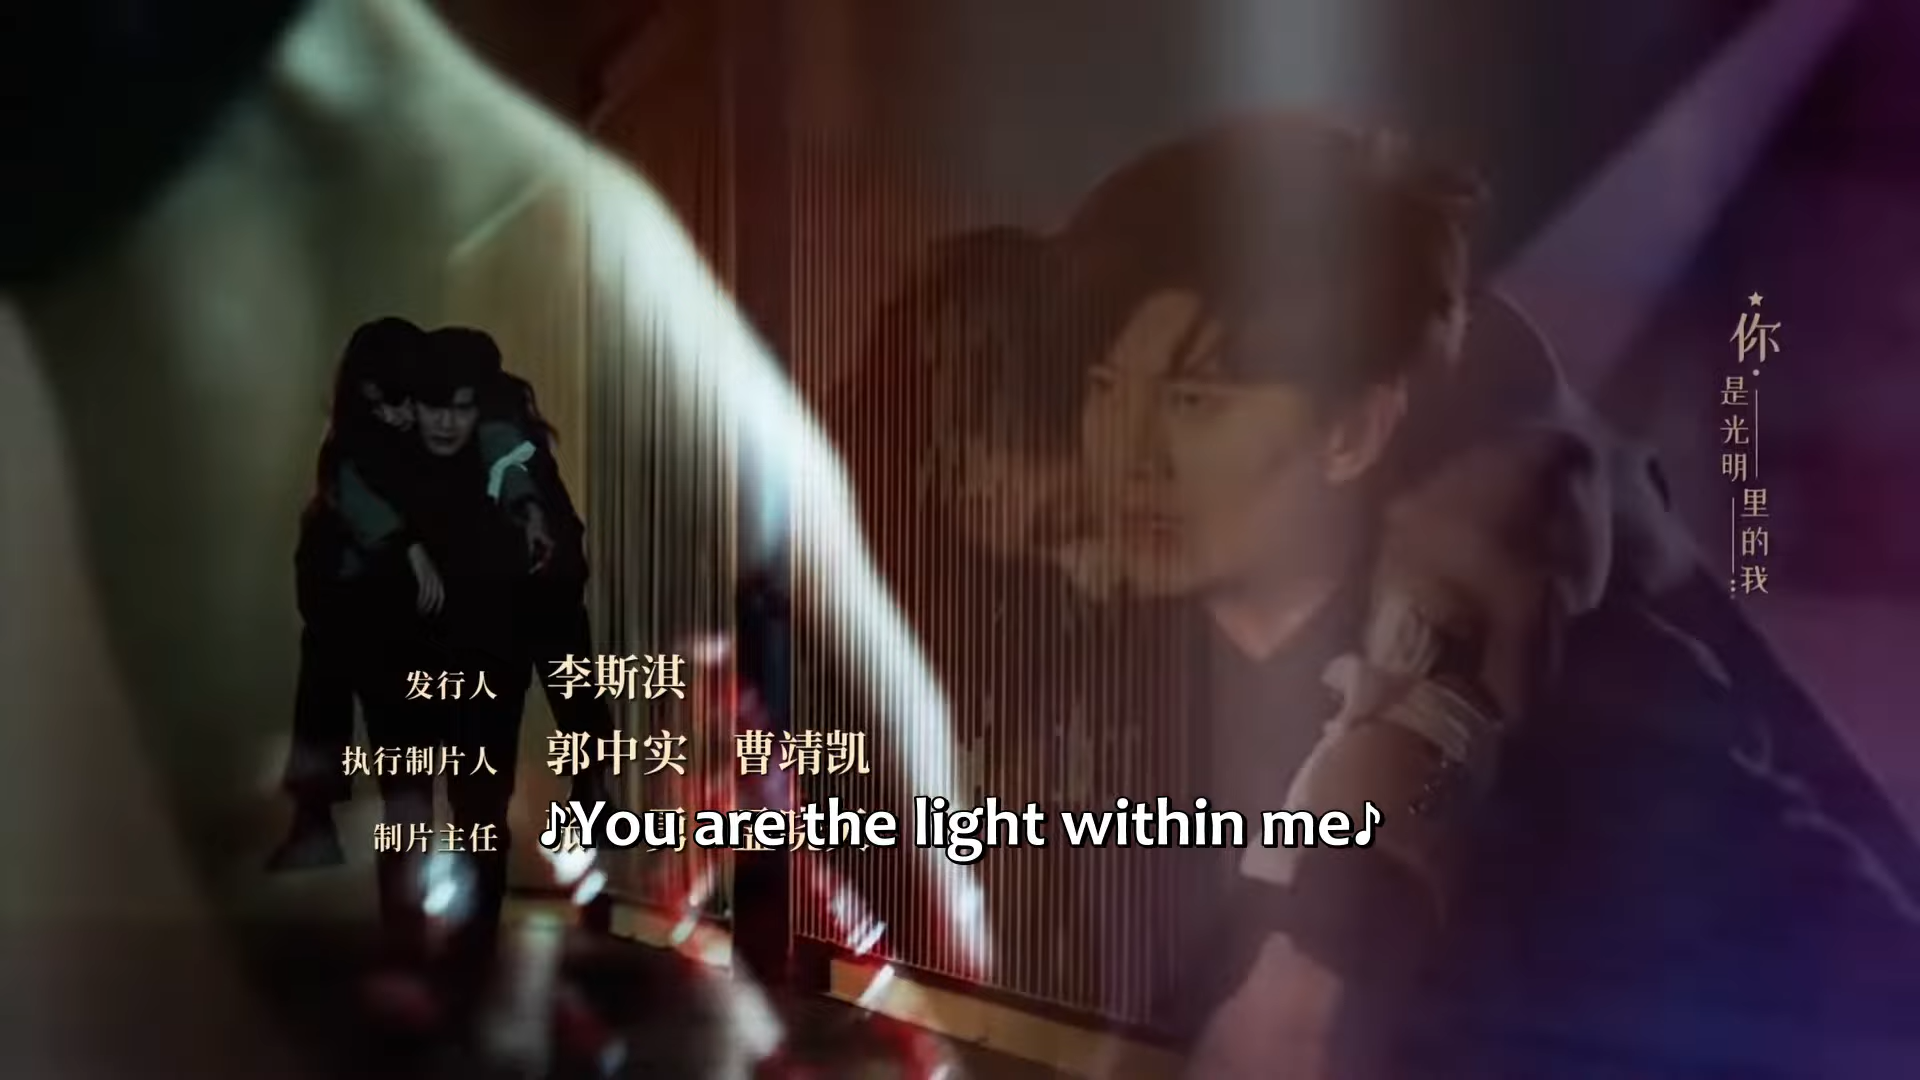 发行人 李斯淇
执行制片人 郭中实 曹靖凯
制片主任
♪You are the light within me♪
你
是光明
里的我